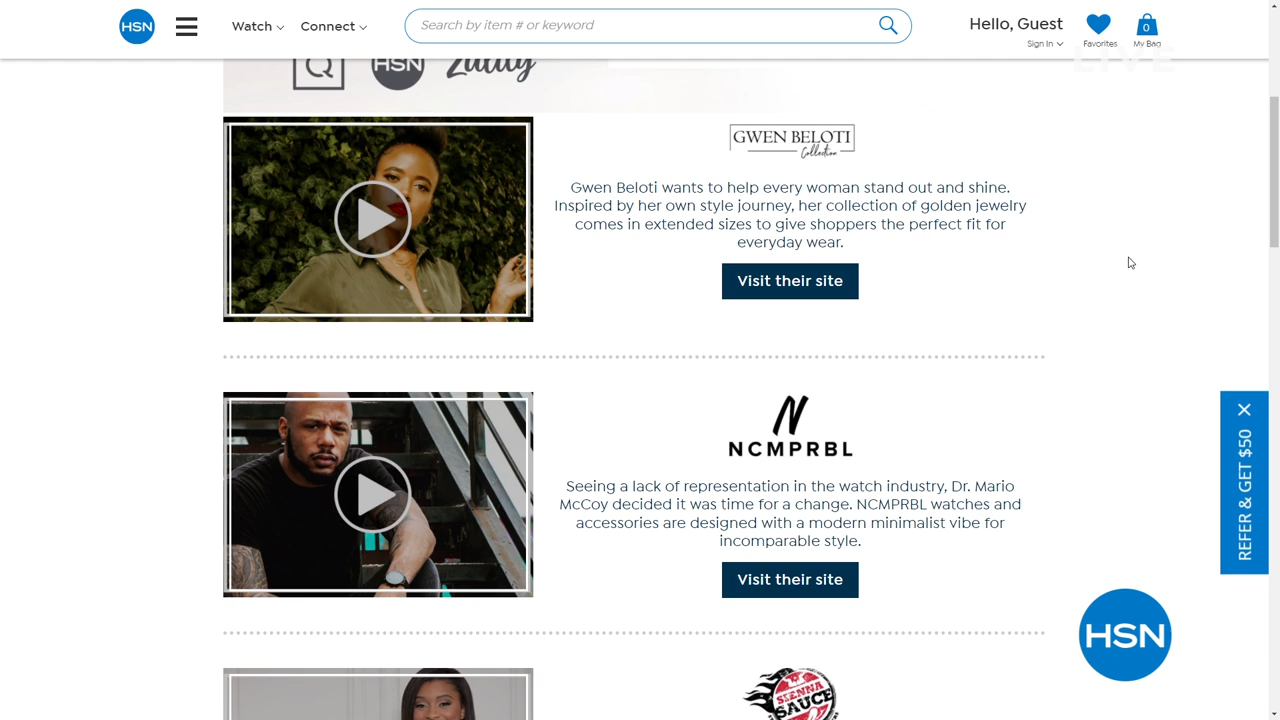 HSN
Watch
Connect
Search by item # or keyword
Hello, Guest
Sign In
Favorites
0
My Bag
LIVE
Q
HSN
Zulily
GWEN BELOTI
Collection
Gwen Beloti wants to help every woman stand out and shine.
Inspired by her own style journey, her collection of golden jewelry
comes in extended sizes to give shoppers the perfect fit for
everyday wear.
Visit their site
N
NCMPRBL
Seeing a lack of representation in the watch industry, Dr. Mario
McCoy decided it was time for a change. NCMPRBL watches and
accessories are designed with a modern minimalist vibe for
incomparable style.
Visit their site
REFER & GET $50
HSN
SIENNA
SAUCE